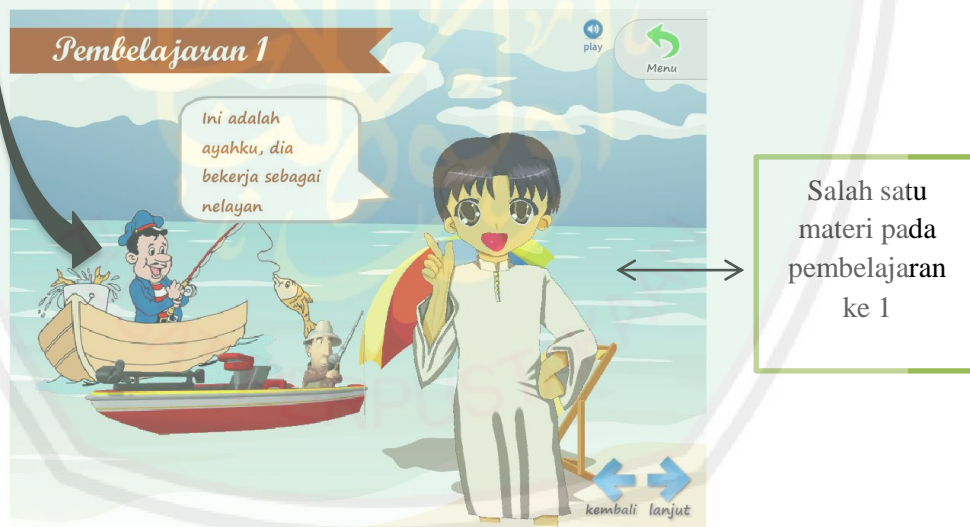 Pembelajaran 1
play
Menu
Ini adalah
ayahku, dia
bekerja sebagai
nelayan
kembali lanjut
Salah satu
materi pada
pembelajaran
ke 1